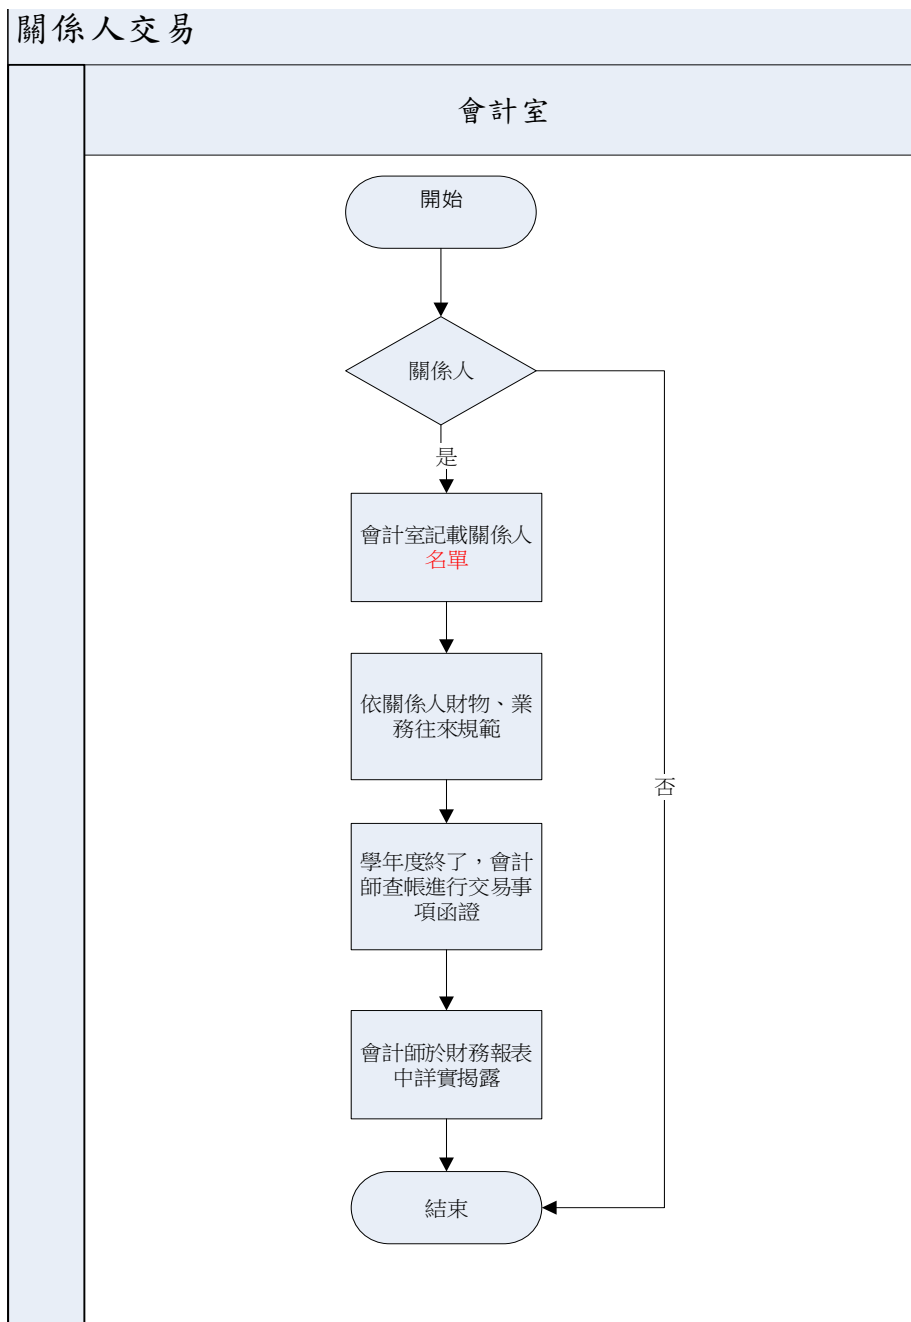 關係人交易
會計室
開始
關係人
是
會計室記載關係人
名單
依關係人財物、業
務往來規範
否
學年度終了，會計
師查帳進行交易事
項函證
會計師於財務報表
中詳實揭露
結束